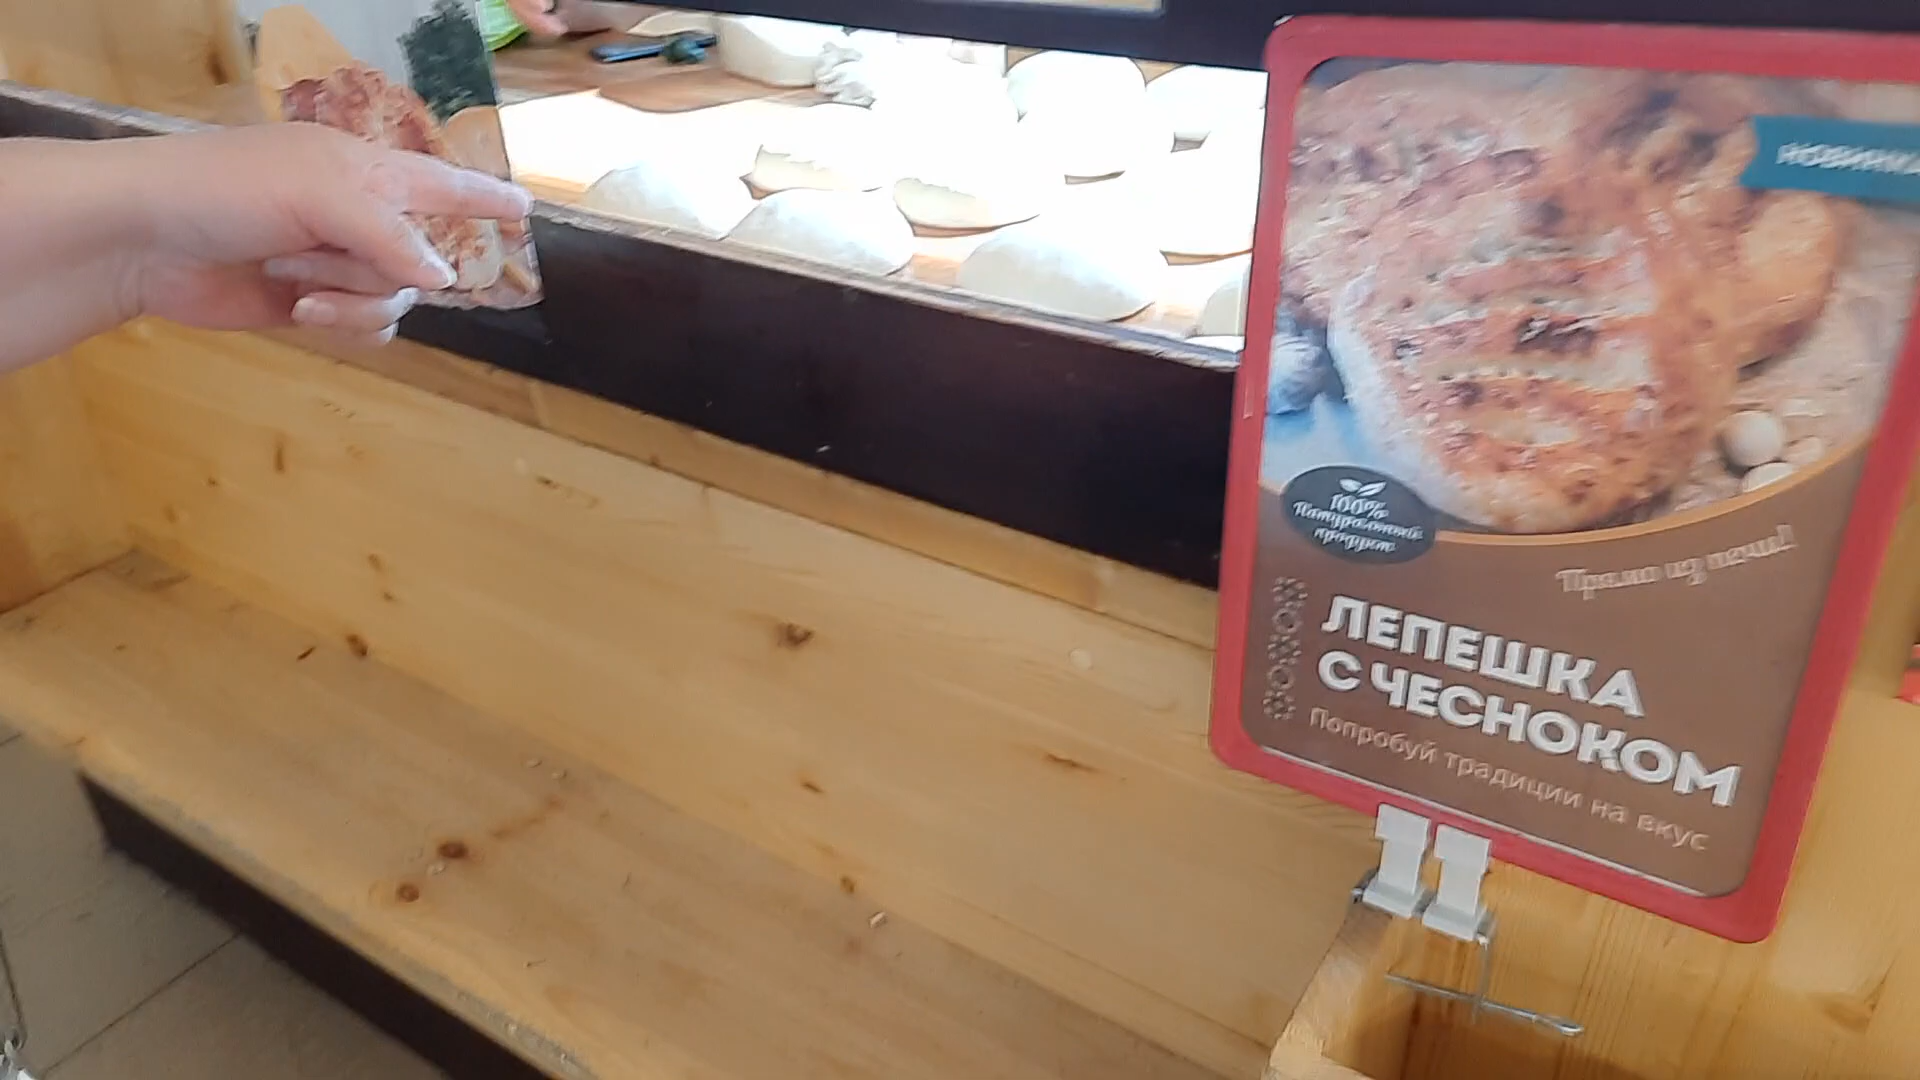 НОВИНКА
100%
Натуральный
продукт
Прямо из печи!
ЛЕПЕШКА
С ЧЕСНОКОМ
Попробуй традиции на вкус